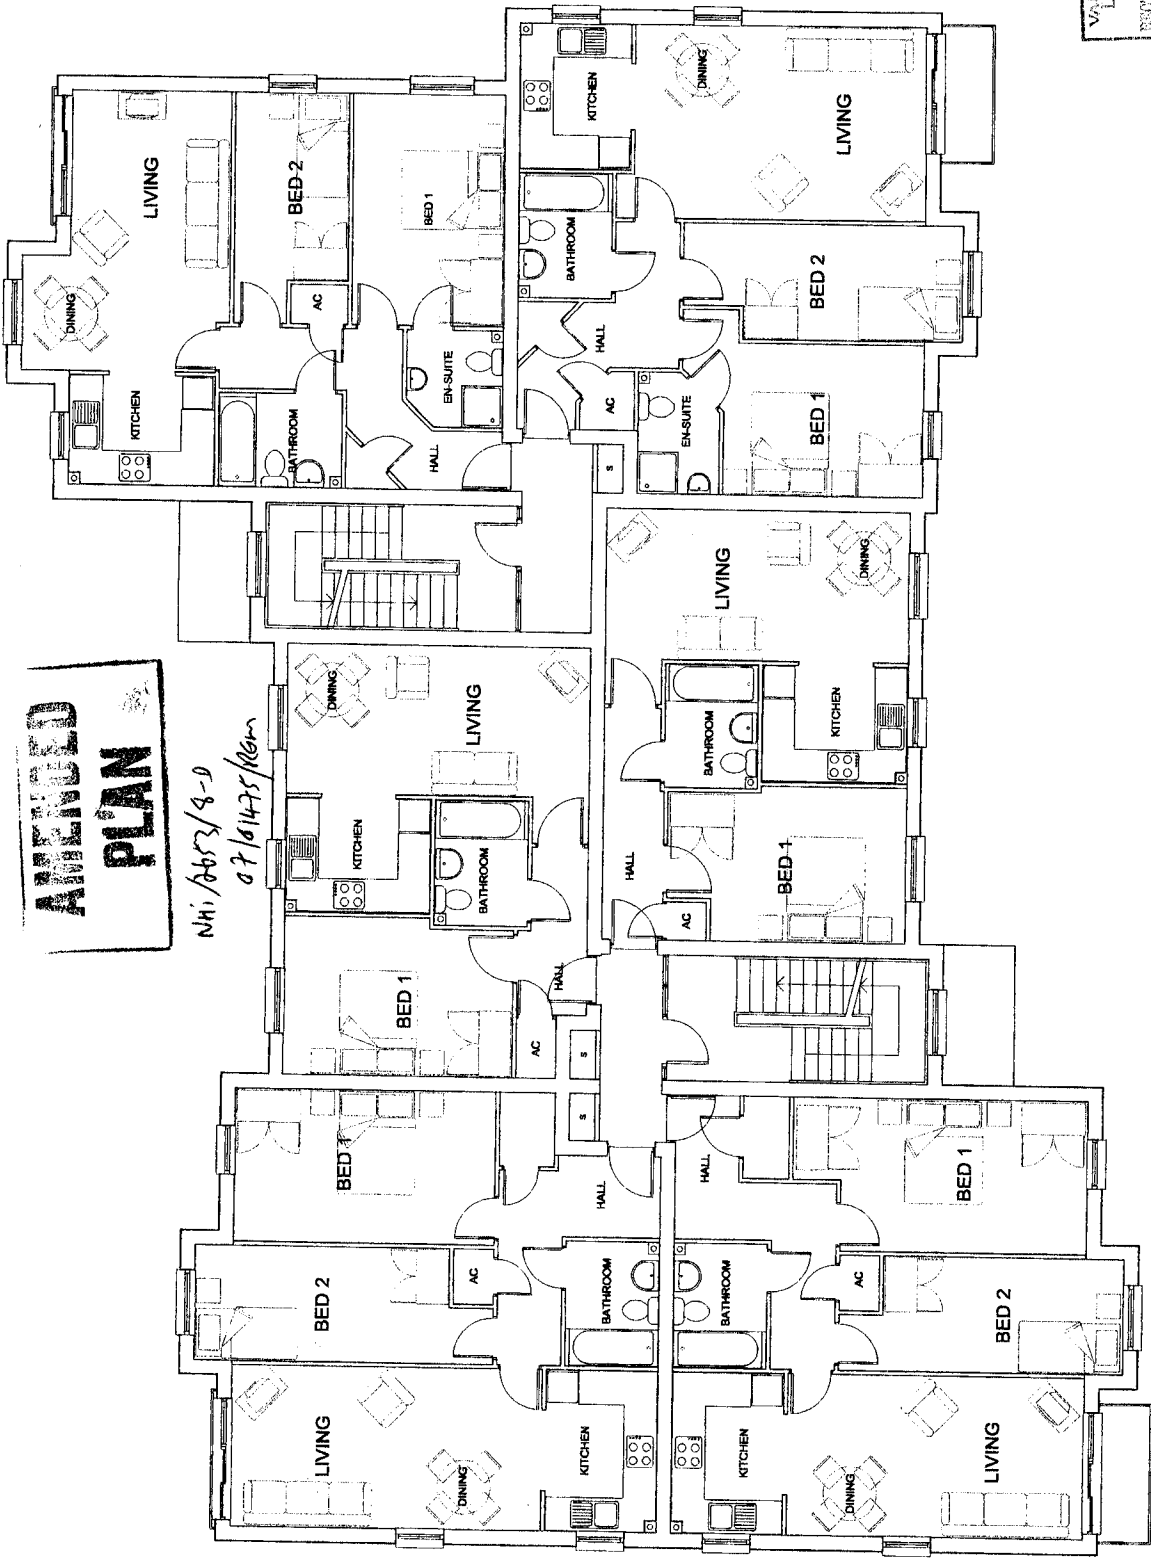 AMENDED
PLAN
LIVING
DINING
KITCHEN
BED 2
BED 1
AC
EN-SUITE
BATHROOM
HALL
KITCHEN
DINING
LIVING
BATHROOM
HALL
BED 2
AC
EN-SUITE
BED 1
S
DINING
LIVING
KITCHEN
BATHROOM
BED 1
HALL
AC
S
LIVING
DINING
KITCHEN
BATHROOM
HALL
BED 1
AC
BED 1
S
HALL
BED 2
AC
BATHROOM
LIVING
DINING
KITCHEN
HALL
BED 1
BATHROOM
AC
BED 2
KITCHEN
DINING
LIVING